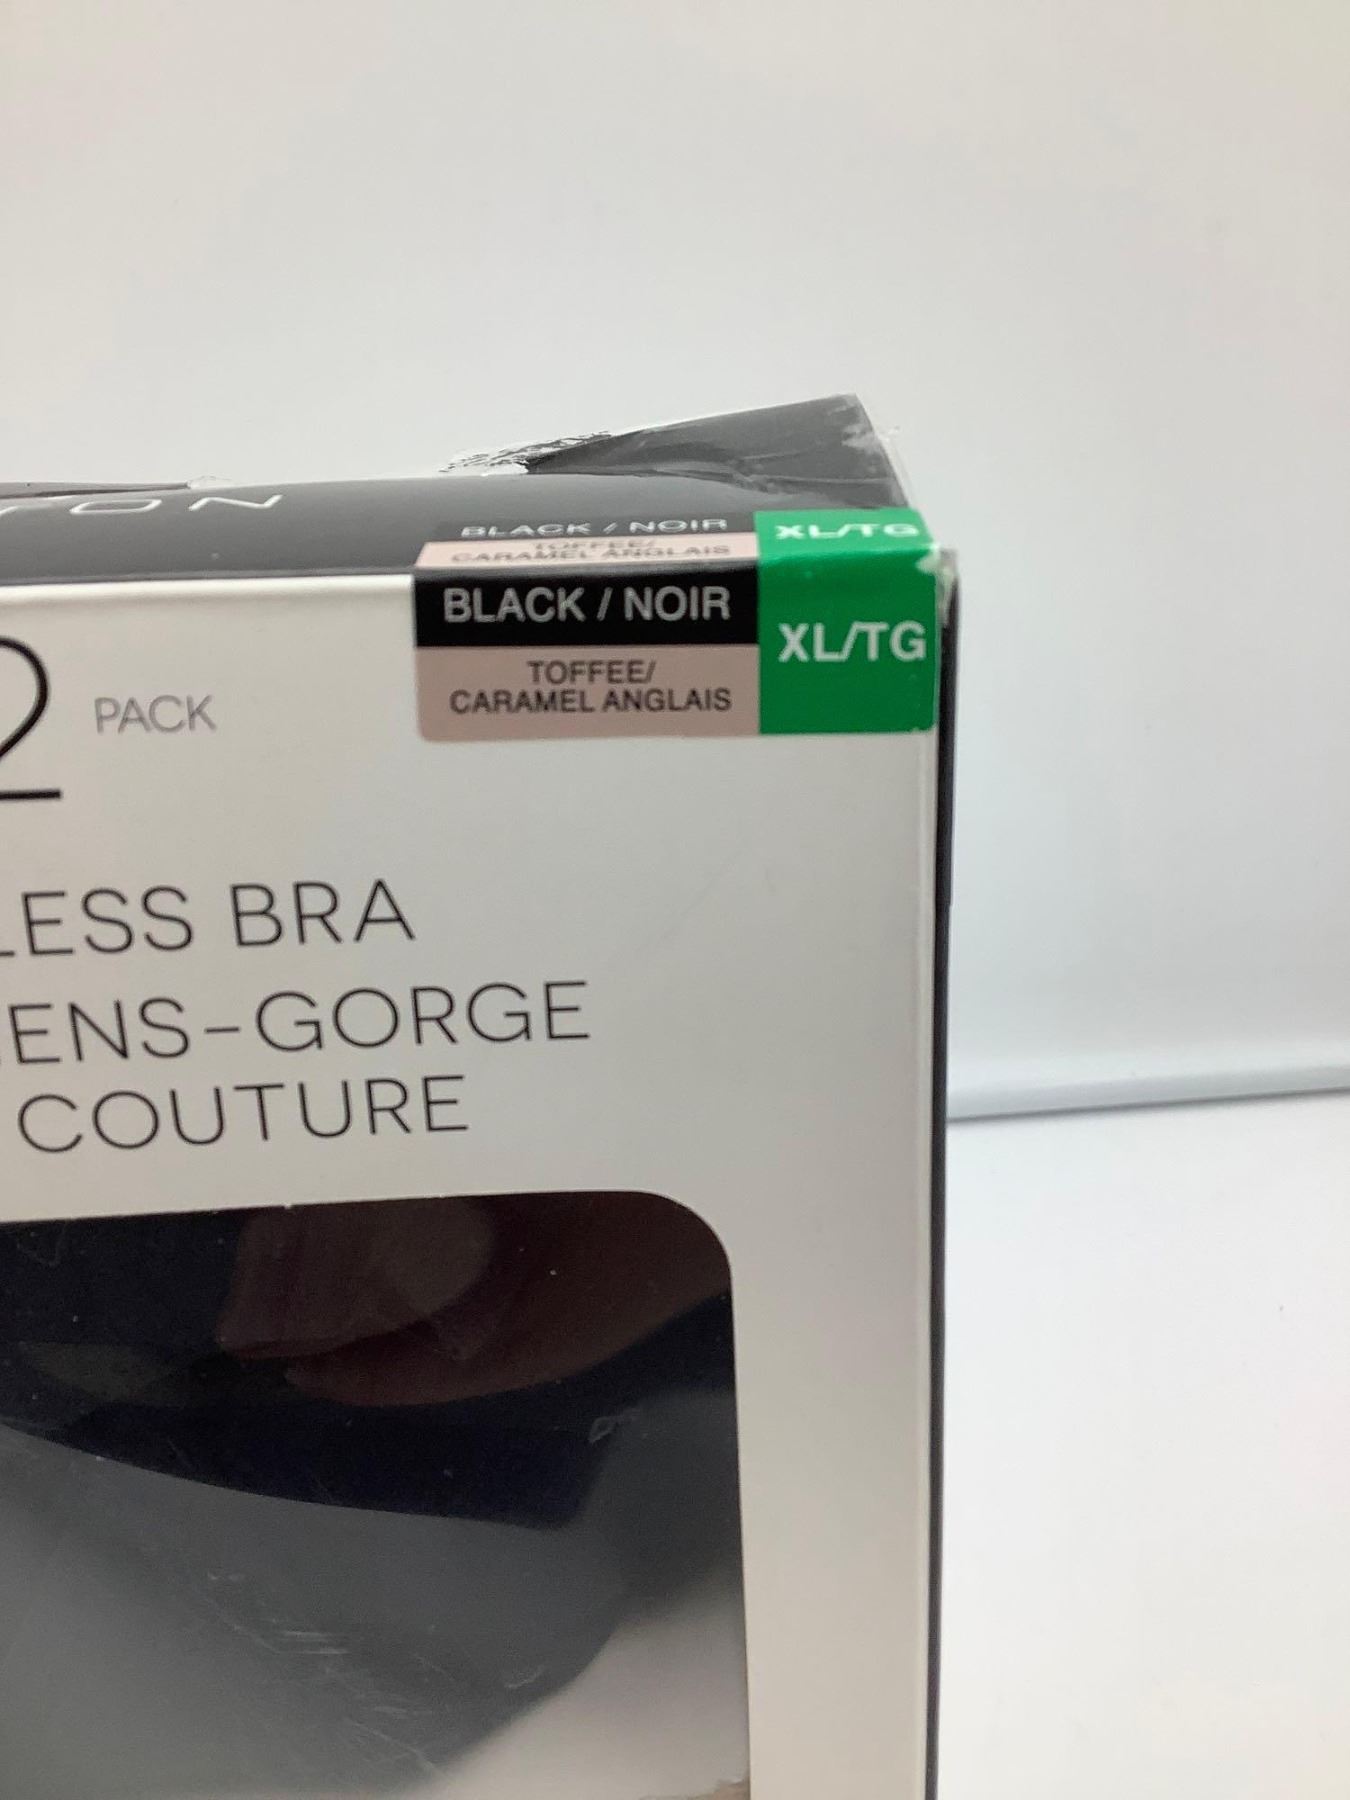 BLACK / NOIR XL/TG
TOFFEE/
CARAMEL ANGLAIS
BLACK / NOIR XL/TG
TOFFEE/
CARAMEL ANGLAIS
2 PACK
LESS BRA
ENS-GORGE
COUTURE